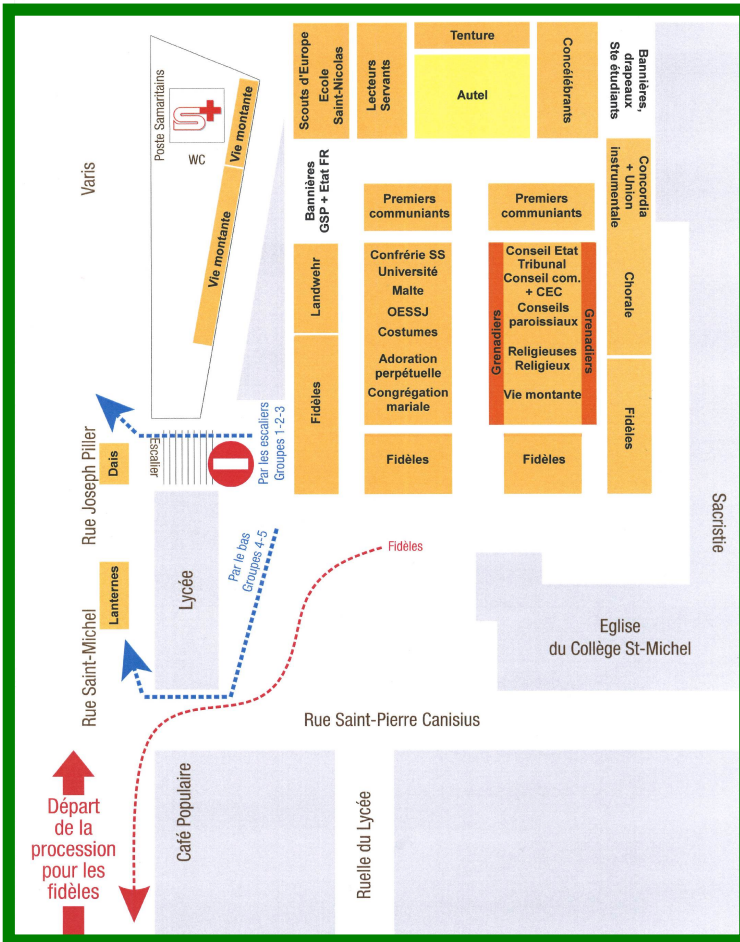 Varis
Poste Samaritains
S
WC
Vie montante
Vie montante
Scouts d'Europe
Ecole
Saint-Nicolas
Lecteurs
Servants
Tenture
Autel
Concélébrants
Bannières,
drapeaux
Ste étudiants
Bannières
GSP + Etat FR
Premiers
communiants
Premiers
communiants
Concordia
+ Union
instrumentale
Landwehr
Confrérie SS
Université
Malte
OESSJ
Costumes
Adoration
perpétuelle
Congrégation
mariale
Grenadiers
Conseil Etat
Tribunal
Conseil com.
+ CEC
Conseils
paroissiaux
Religieuses
Religieux
Vie montante
Grenadiers
Chorale
Fidèles
Fidèles
Fidèles
Fidèles
Rue Joseph Piller
Dais
Escalier
Par les escaliers
Groupes 1-2-3
Sacristie
Rue Saint-Michel
Lanternes
Lycée
Par le bas
Groupes 4-5
Fidèles
Eglise
du Collège St-Michel
Rue Saint-Pierre Canisius
Départ
de la
procession
pour les
fidèles
Café Populaire
Ruelle du Lycée